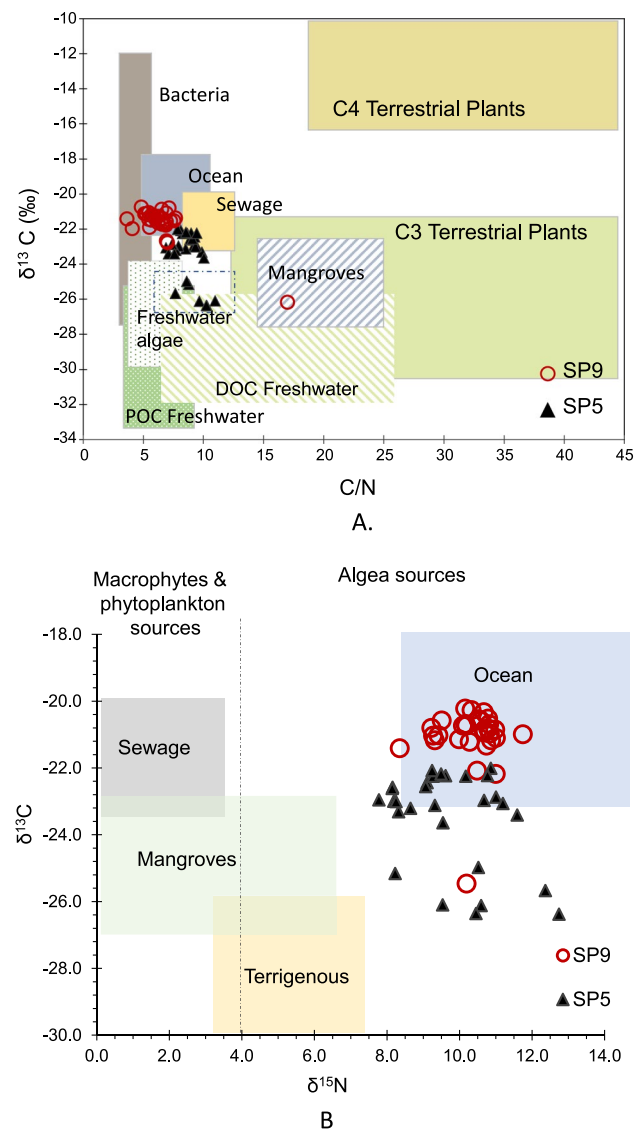 -10
-12
-14
-16
-18
-20
-22
-24
-26
-28
-30
-32
-34
δ¹³ C (‰)
Bacteria
C4 Terrestrial Plants
Ocean
Sewage
C3 Terrestrial Plants
Mangroves
Freshwater
algae
DOC Freshwater
POC Freshwater
SP9
SP5
0 5 10 15 20 25 30 35 40 45
C/N
A.
Macrophytes &
phytoplankton
sources
Algea sources
-18.0
-20.0
-22.0
-24.0
-26.0
-28.0
-30.0
δ¹³C
Ocean
Sewage
Mangroves
Terrigenous
SP9
SP5
0.0 2.0 4.0 6.0 8.0 10.0 12.0 14.0
δ¹⁵N
B